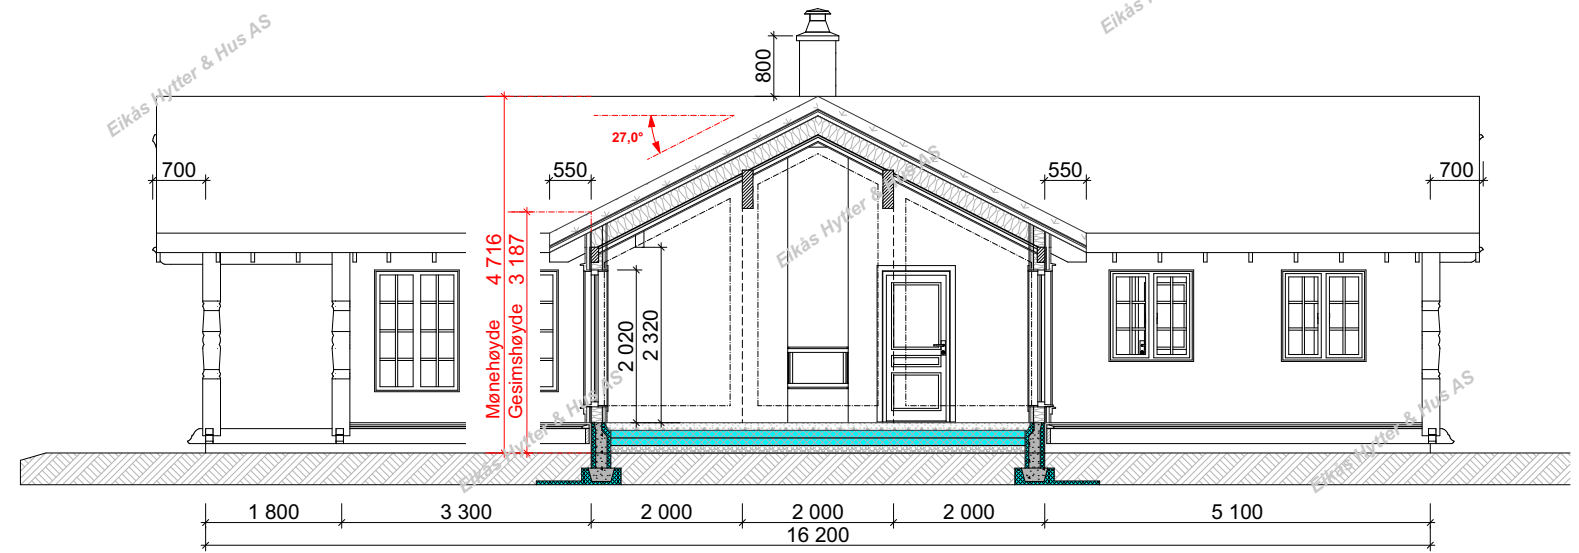 Eikås Hytter & Hus AS
Eikås Hytter & Hus AS
800
27,0°
700
550
550
700
Eikås Hytter & Hus AS
Mønehøyde 4 716
Gesimshøyde 3 187
2 020
2 320
Eikås Hytter & Hus AS
Eikås Hytter & Hus AS
1 800
3 300
2 000
2 000
2 000
5 100
16 200